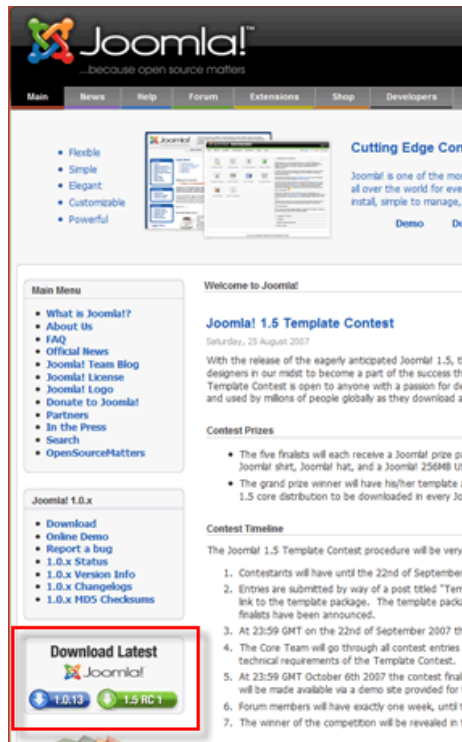 Joomla!™
...because open source matters
Main News Help Forum Extensions Shop Developers
Flexible
Simple
Elegant
Customizable
Powerful
Cutting Edge Con
Joomla! is one of the mo
all over the world for eve
install, simple to manage,
Demo
Main Menu
What is Joomla!?
About Us
FAQ
Official News
Joomla! Team Blog
Joomla! License
Joomla! Logo
Donate to Joomla!
Partners
In the Press
Search
OpenSourceMatters
Joomla! 1.0.x
Download
Online Demo
Report a bug
1.0.x Status
1.0.x Version Info
1.0.x Changelogs
1.0.x MD5 Checksums
Download Latest
Joomla!
1.0.13 1.5 RC 1
Welcome to Joomla!
Joomla! 1.5 Template Contest
Saturday, 25 August 2007
With the release of the eagerly anticipated Joomla! 1.5, t
designers in our midst to become a part of the success th
Template Contest is open to anyone with a passion for de
and used by millions of people globally as they download a
Contest Prizes
The five finalists will each receive a Joomla! prize p
Joomla! shirt, Joomla! hat, and a Joomla! 256MB U
The grand prize winner will have his/her template
1.5 core distribution to be downloaded in every Jo
Contest Timeline
The Joomla! 1.5 Template Contest procedure will be very
1. Contestants will have until the 22nd of September
2. Entries are submitted by way of a post titled "Tem
link to the template package. The template pack
finalists have been announced.
3. At 23:59 GMT on the 22nd of September 2007 th
4. The Core Team will go through all contest entries
technical requirements of the Template Contest.
5. At 23:59 GMT October 6th 2007 the contest final
will be made available via a demo site provided for
6. Forum members will have exactly one week, until
7. The winner of the competition will be revealed in